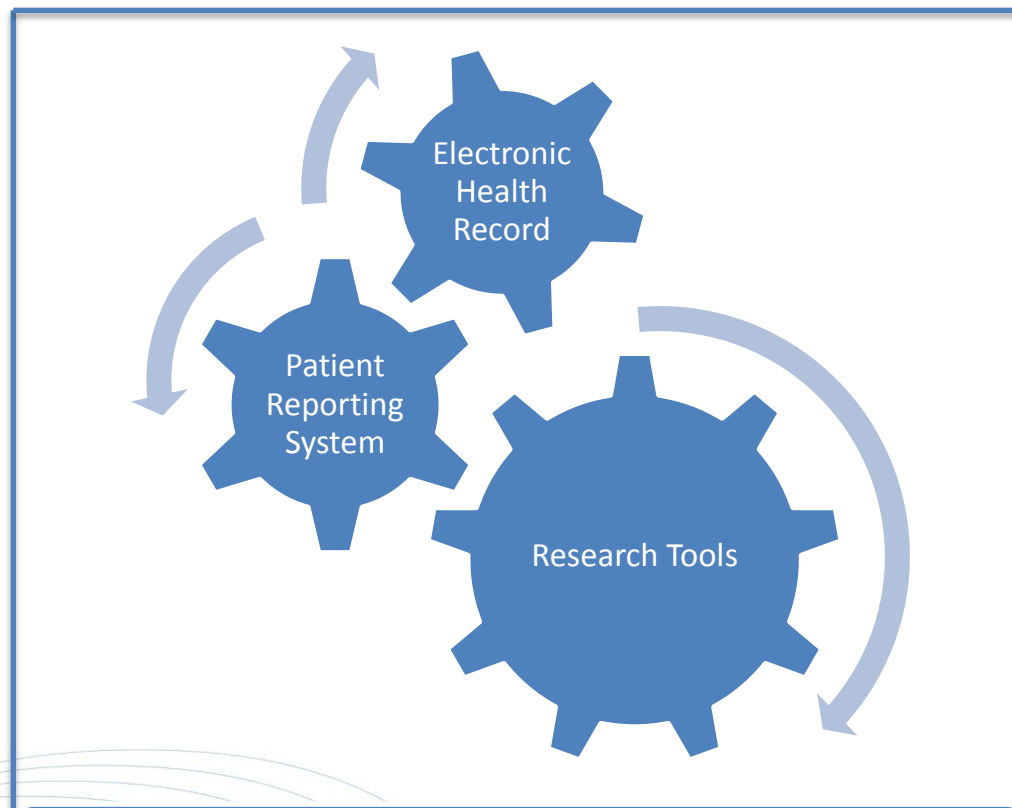 Electronic
Health
Record
Patient
Reporting
System
Research Tools